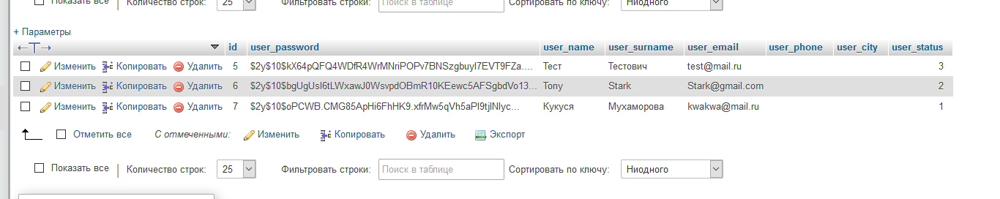 Показать все Количество строк: 25 Фильтровать строки: Поиск в таблице Сортировать по ключу: Ниодного
+ Параметры
←T→ id user_password user_name user_surname user_email user_phone user_city user_status
Изменить Копировать Удалить 5 $2y$10$kX64pQFQ4WDfR4WrMNriPOPv7BNSzgbuyl7EVT9FZa.... Тест Тестович test@mail.ru 3
Изменить Копировать Удалить 6 $2y$10$bgUgUsI6tLWxawJ0WsvpdOBmR10KEewc5AFSgbdVo13... Tony Stark Stark@gmail.com 2
Изменить Копировать Удалить 7 $2y$10$oPCWB.CMG85ApHi6FhHK9.xfrMw5qVh5aPI9tjlNlyc... Кукуся Мухаморова kwakwa@mail.ru 1
Отметить все С отмеченными: Изменить Копировать Удалить Экспорт
Показать все Количество строк: 25 Фильтровать строки: Поиск в таблице Сортировать по ключу: Ниодного